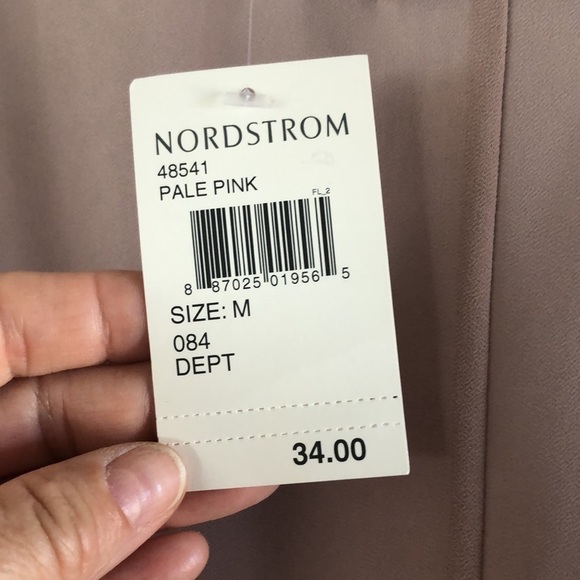 NORDSTROM
48541
PALE PINK
FL_2
8 87025 01956 5
SIZE: M
084
DEPT
34.00